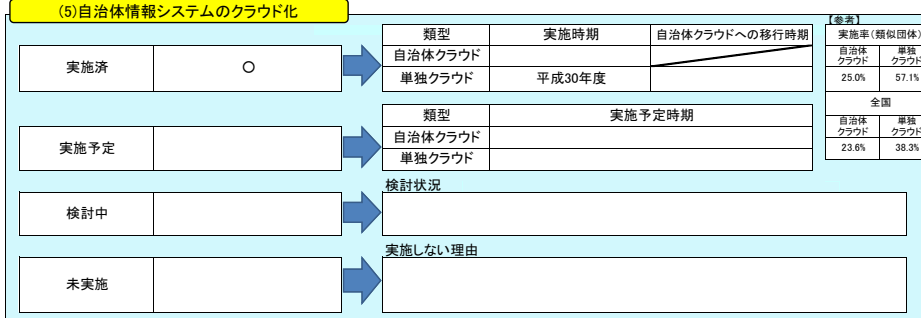 (5)自治体情報システムのクラウド化
実施済 ○
類型 実施時期 自治体クラウドへの移行時期
自治体クラウド
単独クラウド 平成30年度
【参考】
実施率(類似団体)
自治体クラウド 単独クラウド
25.0% 57.1%
全国
自治体クラウド 単独クラウド
23.6% 38.3%
実施予定
類型 実施予定時期
自治体クラウド
単独クラウド
検討中
検討状況
未実施
実施しない理由